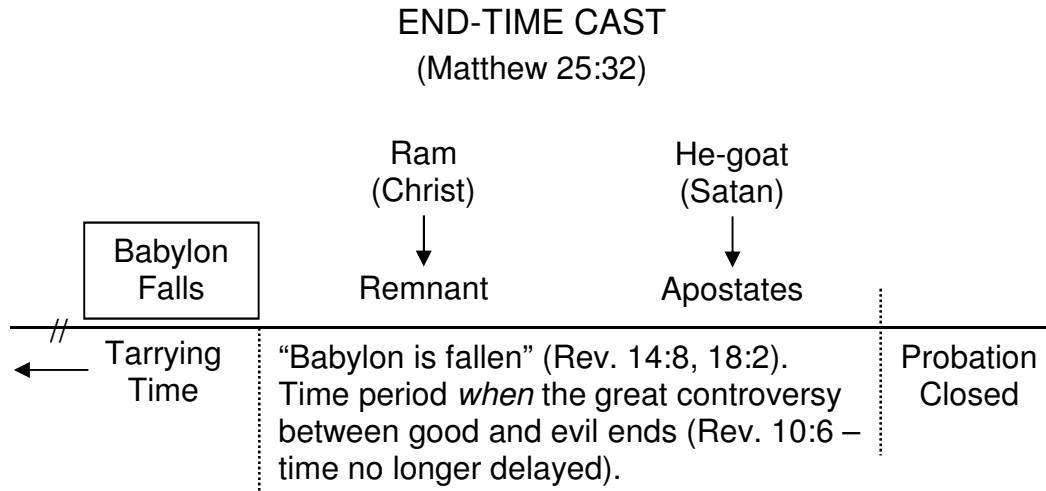 END-TIME CAST
(Matthew 25:32)
Ram
(Christ)
He-goat
(Satan)
Babylon
Falls
Remnant
Apostates
Tarrying
Time
“Babylon is fallen” (Rev. 14:8, 18:2).
Time period when the great controversy
between good and evil ends (Rev. 10:6 –
time no longer delayed).
Probation
Closed